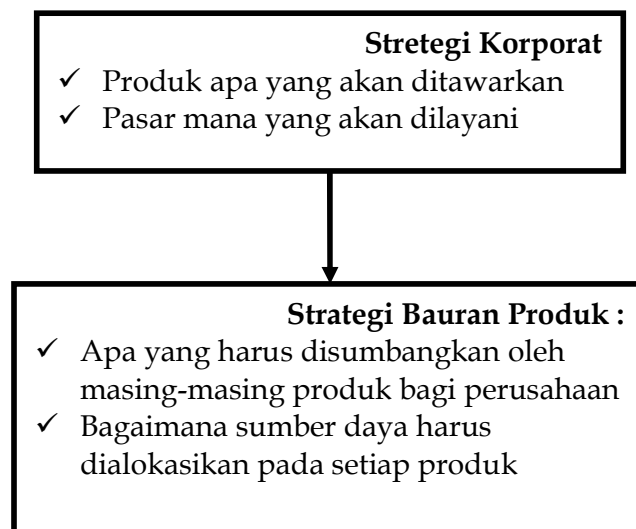 Stretegi Korporat
✓ Produk apa yang akan ditawarkan
✓ Pasar mana yang akan dilayani
Strategi Bauran Produk :
✓ Apa yang harus disumbangkan oleh
masing-masing produk bagi perusahaan
✓ Bagaimana sumber daya harus
dialokasikan pada setiap produk